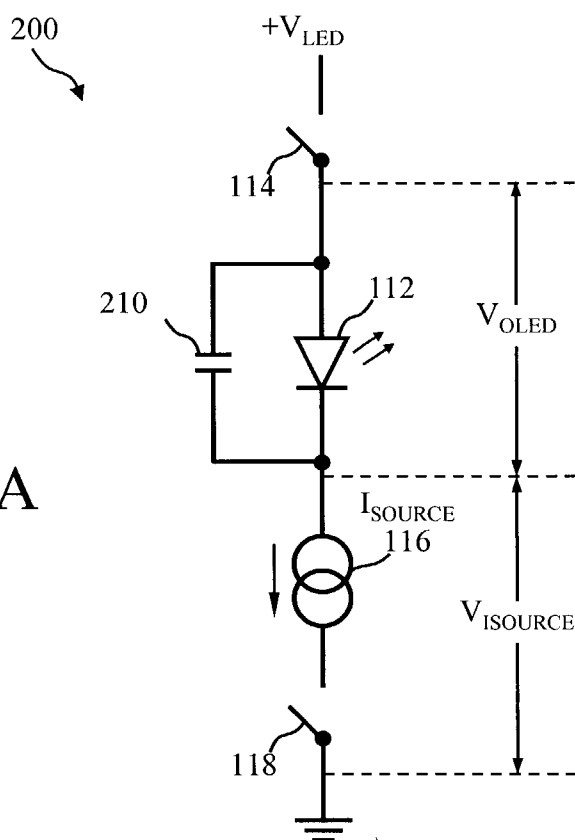 200
+V_LED
114
210
112
V_OLED
A
I_SOURCE
116
V_ISOURCE
118